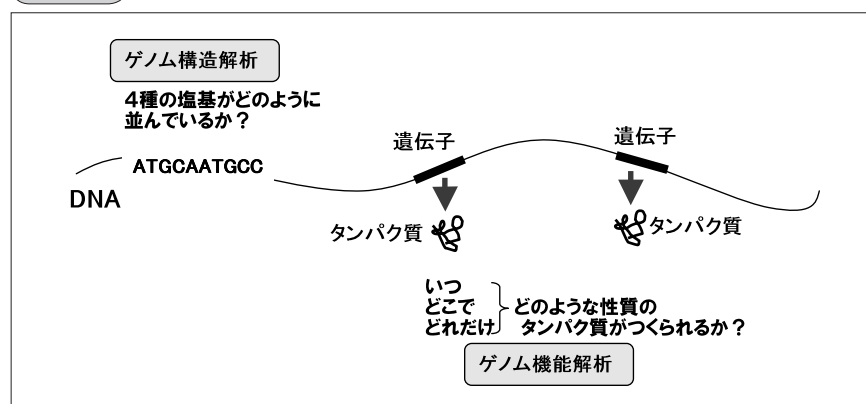 ゲノム構造解析
４種の塩基がどのように
並んでいるか？
遺伝子
遺伝子
ATGCAATGCC
DNA
タンパク質
タンパク質
いつ
どこで
どれだけ
どのような性質の
タンパク質がつくられるか？
ゲノム機能解析